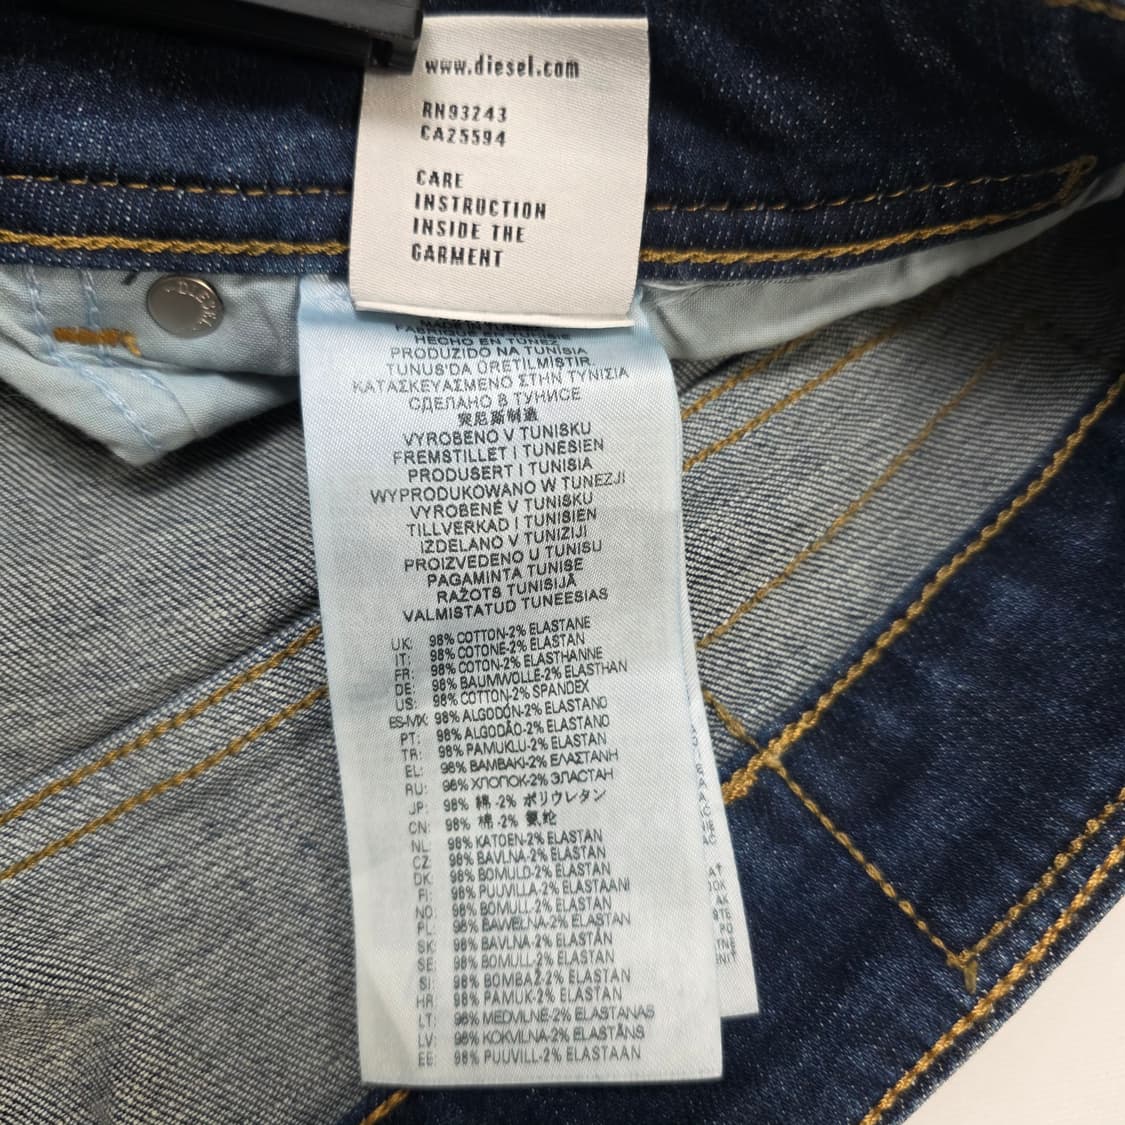 www.diesel.com
RN93243
CA25594
CARE
INSTRUCTION
INSIDE THE
GARMENT
DIESEL
HECHO EN TUNEZ
PRODUZIDO NA TUNISIA
TUNUS'DA ÜRETILMISTIR.
ΚΑΤΑΣΚΕΥΑΣΜΕΝΟ ΣΤΗΝ ΤΥΝΙΣΙΑ
СДЕЛАНО В ТУНИСЕ
突尼斯制造
VYROBENO V TUNISKU
FREMSTILLET I TUNESIEN
PRODUSERT I TUNISIA
WYPRODUKOWANO W TUNEZJI
VYROBENÉ V TUNISKU
TILLVERKAD I TUNISIEN
IZDELANO V TUNIZIJI
PROIZVEDENO U TUNISU
PAGAMINTA TUNISE
RAŽOTS TUNISIJĀ
VALMISTATUD TUNEESIAS
UK: 98% COTTON-2% ELASTANE
IT: 98% COTONE-2% ELASTAN
FR: 98% COTON-2% ELASTHANNE
DE: 98% BAUMWOLLE-2% ELASTHAN
US: 98% COTTON-2% SPANDEX
ES-MX: 98% ALGODÓN-2% ELASTANO
PT: 98% ALGODÃO-2% ELASTANO
TR: 98% PAMUKLU-2% ELASTAN
EL: 98% ΒΑΜΒΑΚΙ-2% ΕΛΑΣΤΑΝΗ
RU: 98% ХЛОПОК-2% ЭЛАСТАН
JP: 98% 綿 -2% ポリウレタン
CN: 98% 棉 -2% 氨纶
NL: 98% KATOEN-2% ELASTAN
CZ: 98% BAVLNA-2% ELASTAN
DK: 98% BOMULD-2% ELASTAN
FI: 98% PUUVILLA-2% ELASTAANI
NO: 98% BOMULL-2% ELASTAN
PL: 98% BAWEŁNA-2% ELASTAN
SK: 98% BAVLNA-2% ELASTÁN
SE: 98% BOMULL-2% ELASTAN
SI: 98% BOMBAŽ-2% ELASTAN
HR: 98% PAMUK-2% ELASTAN
LT: 98% MEDVILNĖ-2% ELASTANAS
LV: 98% KOKVILNA-2% ELASTĀNS
EE: 98% PUUVILL-2% ELASTAAN